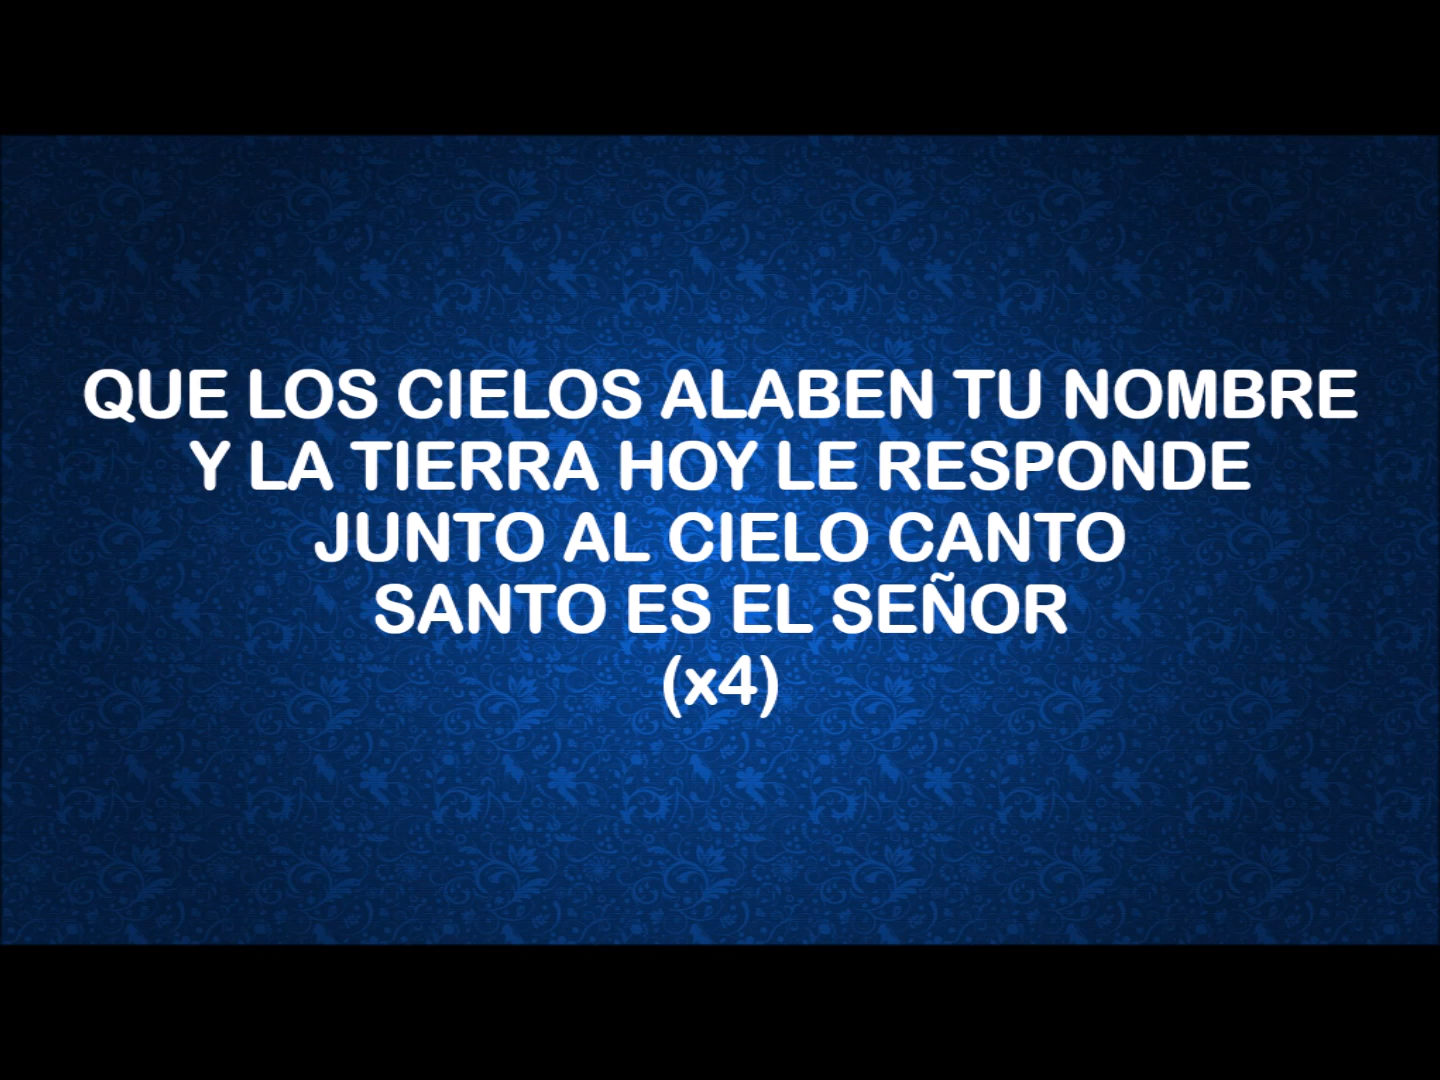 QUE LOS CIELOS ALABEN TU NOMBRE
Y LA TIERRA HOY LE RESPONDE
JUNTO AL CIELO CANTO
SANTO ES EL SEÑOR
(x4)